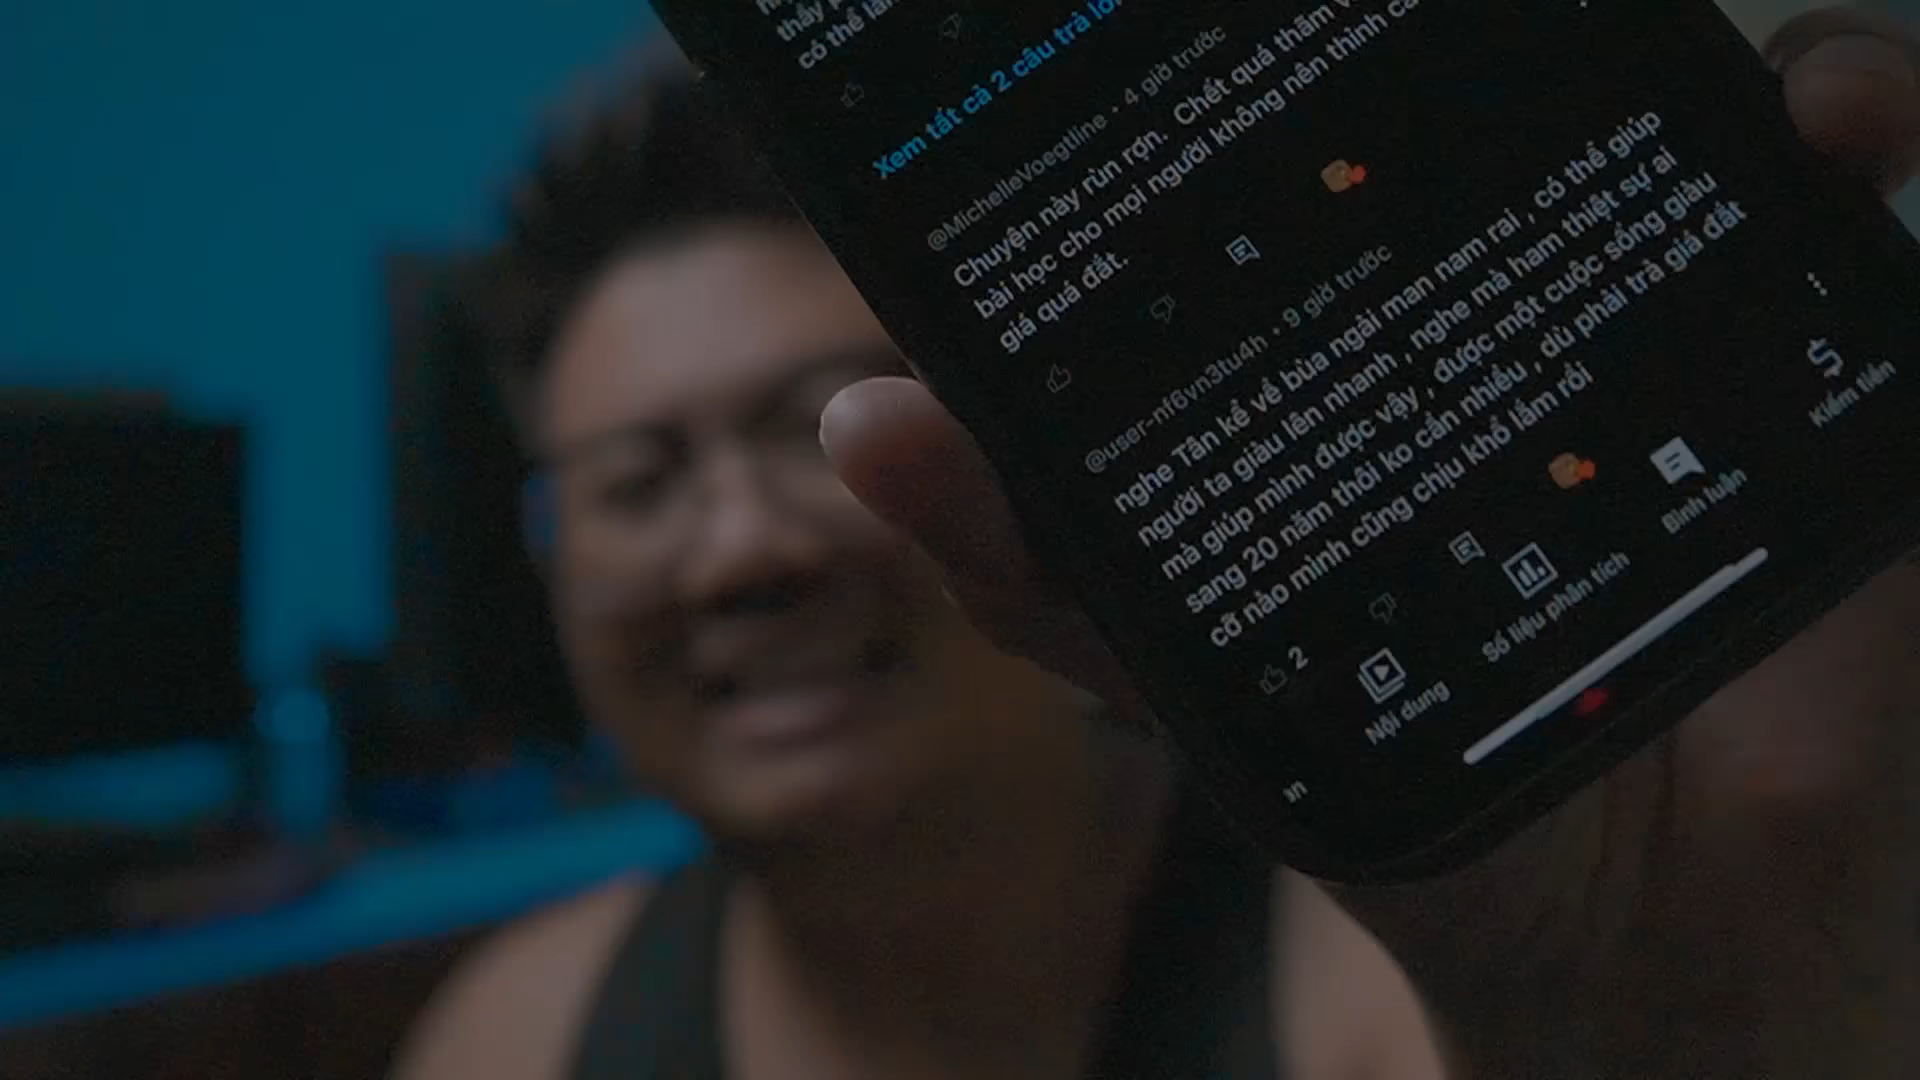 thấy
có thể
Xem tất cả 2 câu trả lời
@MichelleVoegtline • 4 giờ trước
Chuyện này rùn rợn. Chết quá thảm
bài học cho mọi người không nên thỉnh
giá quá đắt.
@user-nf6vn3tu4h • 9 giờ trước
nghe Tân kể về bùa ngải man nam rai , có thể giúp
người ta giàu lên nhanh , nghe mà ham thiệt sự ai
mà giúp mình được vậy , được một cuộc sống giàu
sang 20 năm thôi ko cần nhiều , dù phải trả giá đắt
cỡ nào mình cũng chịu khổ lắm rồi
2
Nội dung
Số liệu phân tích
Bình luận
Kiếm tiền